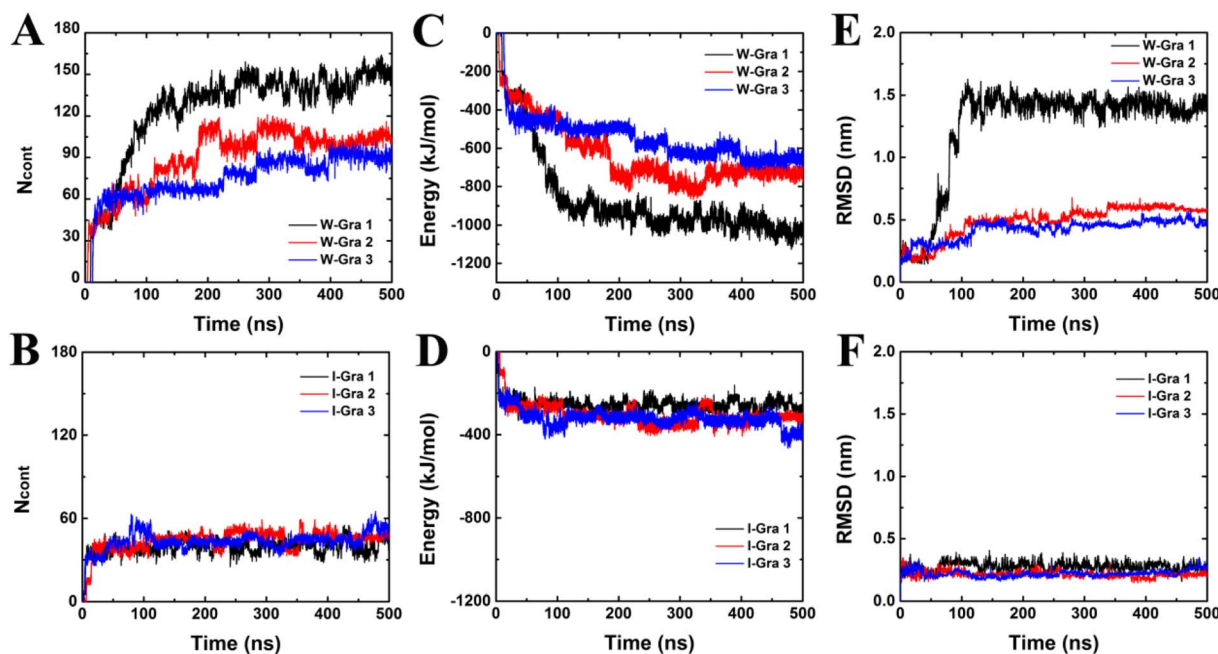 A
180
150
120
90
60
30
0
Ncont
W-Gra 1
W-Gra 2
W-Gra 3
0 100 200 300 400 500
Time (ns)
C
0
-200
-400
-600
-800
-1000
-1200
Energy (kJ/mol)
W-Gra 1
W-Gra 2
W-Gra 3
0 100 200 300 400 500
Time (ns)
E
2.0
1.5
1.0
0.5
0.0
RMSD (nm)
W-Gra 1
W-Gra 2
W-Gra 3
0 100 200 300 400 500
Time (ns)
B
180
120
60
0
Ncont
I-Gra 1
I-Gra 2
I-Gra 3
0 100 200 300 400 500
Time (ns)
D
0
-400
-800
-1200
Energy (kJ/mol)
I-Gra 1
I-Gra 2
I-Gra 3
0 100 200 300 400 500
Time (ns)
F
2.0
1.5
1.0
0.5
0.0
RMSD (nm)
I-Gra 1
I-Gra 2
I-Gra 3
0 100 200 300 400 500
Time (ns)